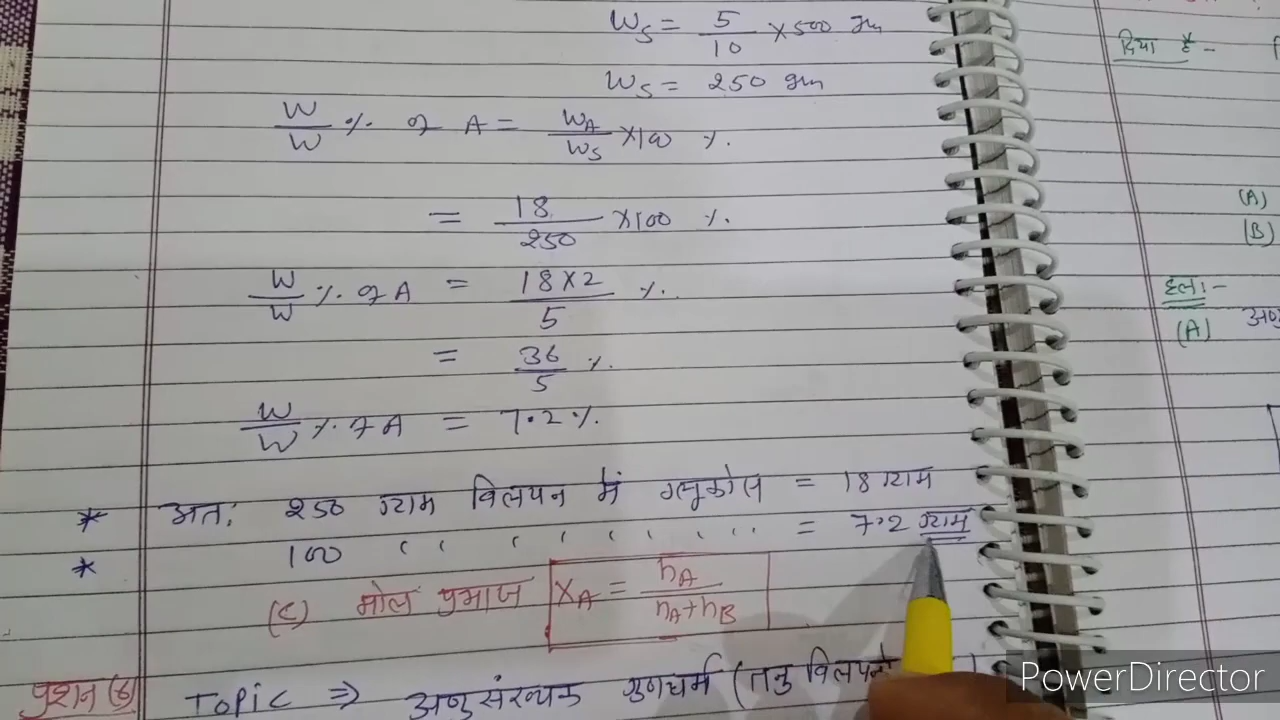 Ws = 5/10 × 500 gm
Ws = 250 gm
W/W % of A = WA/Ws × 100 %
= 18/250 × 100 %
W/W % of A = 18×2/5 %
= 36/5 %
W/W % of A = 7.2 %
* अतः 250 ग्राम विलयन में ग्लूकोस = 18 ग्राम
* 100 " " " " " " " " = 7.2 ग्राम
(C) मोल प्रभाज XA = nA/nA+nB
प्रशन (6) Topic ⇒ अणुसंख्यक गुणधर्म (तनु विलयनो
दिया है -
(A)
(B)
हलः-
(A)
PowerDirector